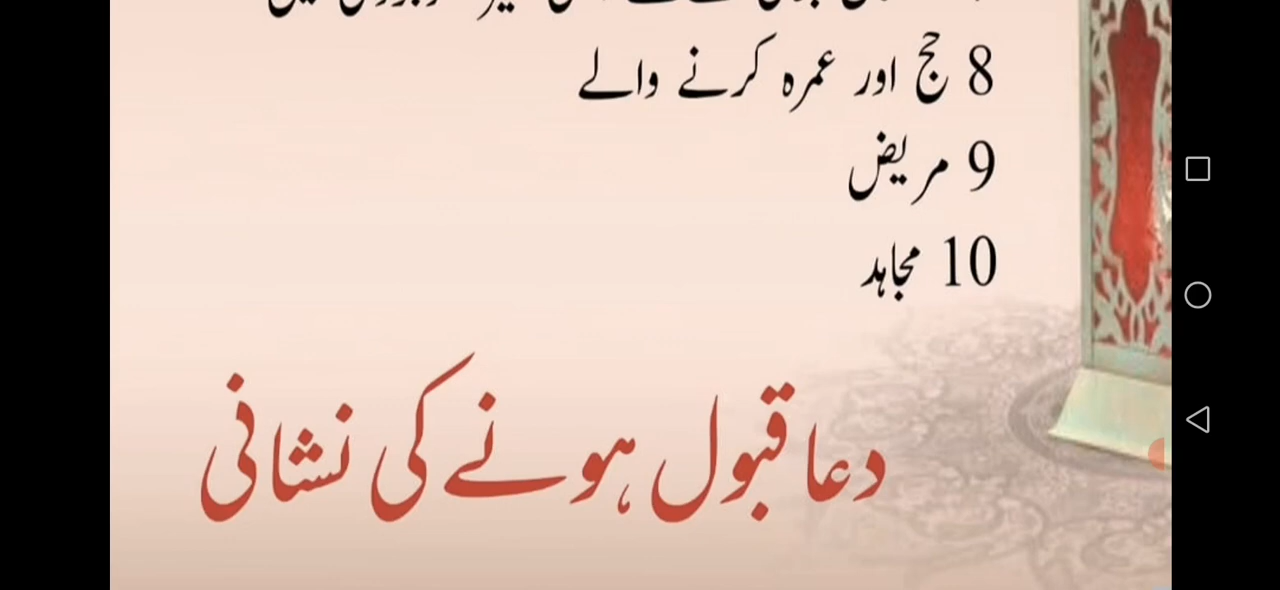 8 حج اور عمرہ کرنے والے
9 مریض
10 مجاہد
دعا قبول ہونے کی نشانی